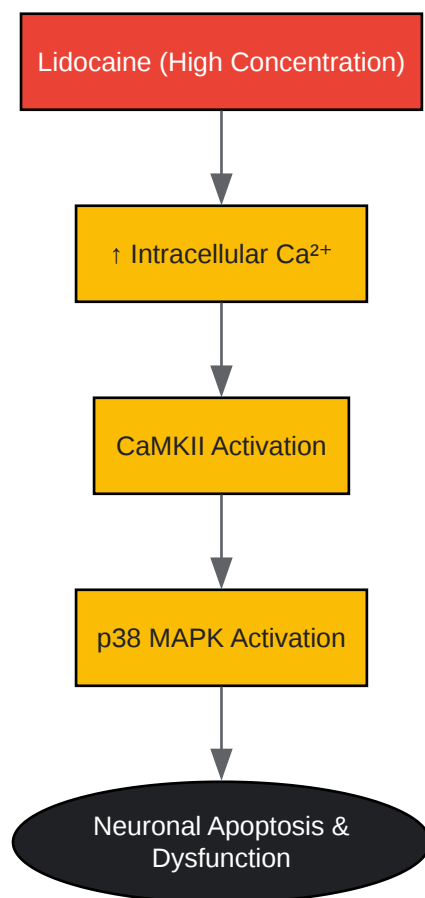 Lidocaine (High Concentration)
↑ Intracellular Ca²⁺
CaMKII Activation
p38 MAPK Activation
Neuronal Apoptosis &
Dysfunction